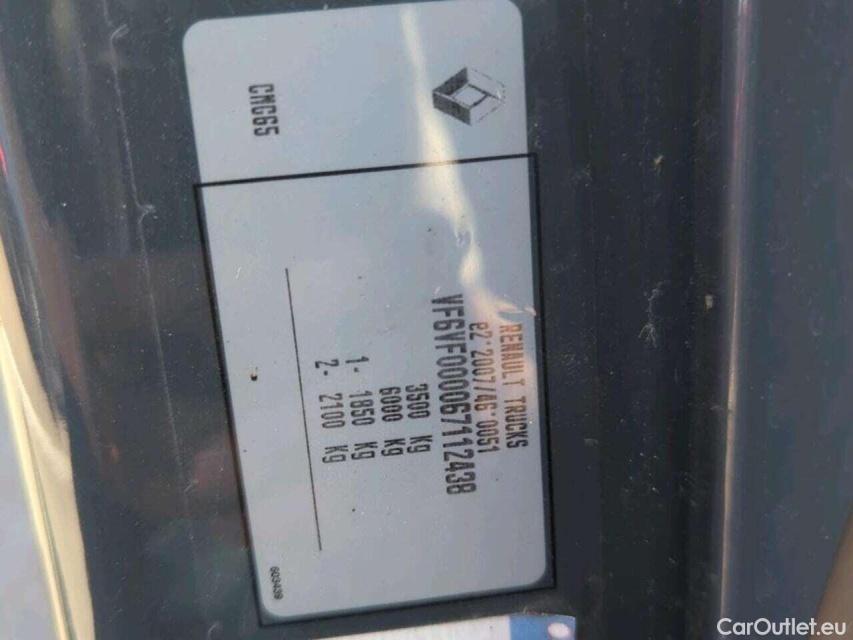 CMC65
RENAULT TRUCKS
e2*2007/46*0051
VF6VF000067112438
3500 Kg
6000 Kg
1- 1850 Kg
2- 2100 Kg
603439
CarOutlet.eu